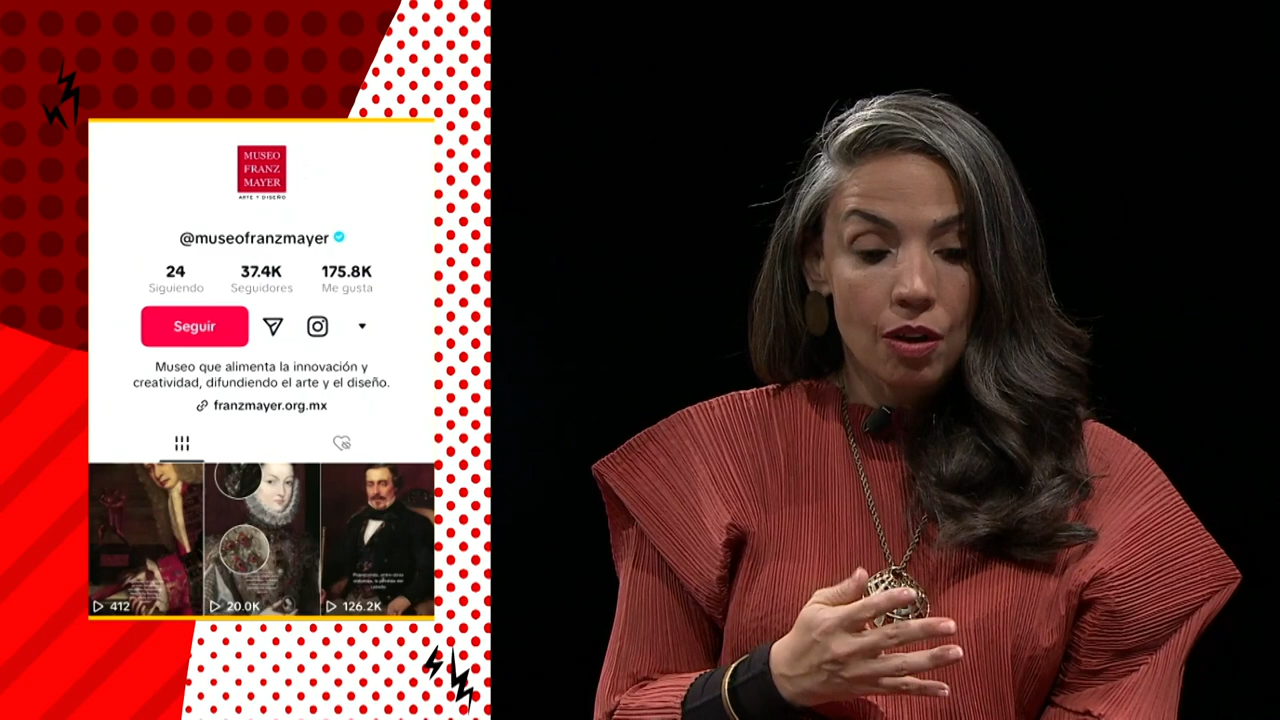 MUSEO
FRANZ
MAYER
ARTE Y DISEÑO
@museofranzmayer
24
37.4K
175.8K
Siguiendo
Seguidores
Me gusta
Seguir
Museo que alimenta la innovación y
creatividad, difundiendo el arte y el diseño.
franzmayer.org.mx
412
20.0K
126.2K